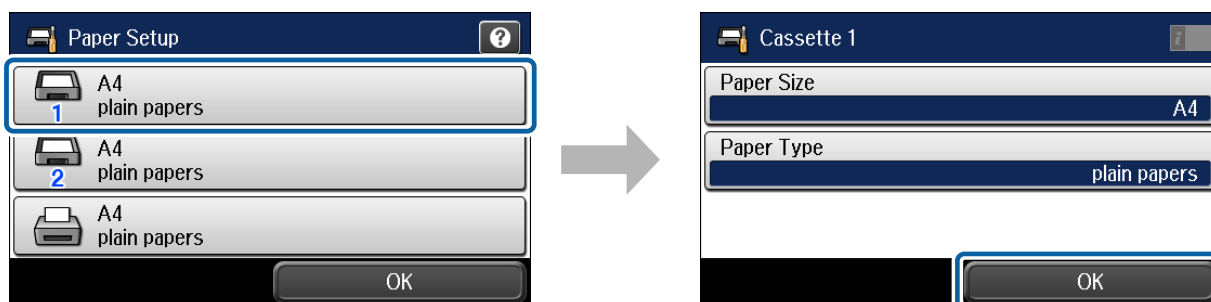 Paper Setup
?
A4
plain papers
1
A4
plain papers
2
A4
plain papers
OK
Cassette 1
i
Paper Size
A4
Paper Type
plain papers
OK